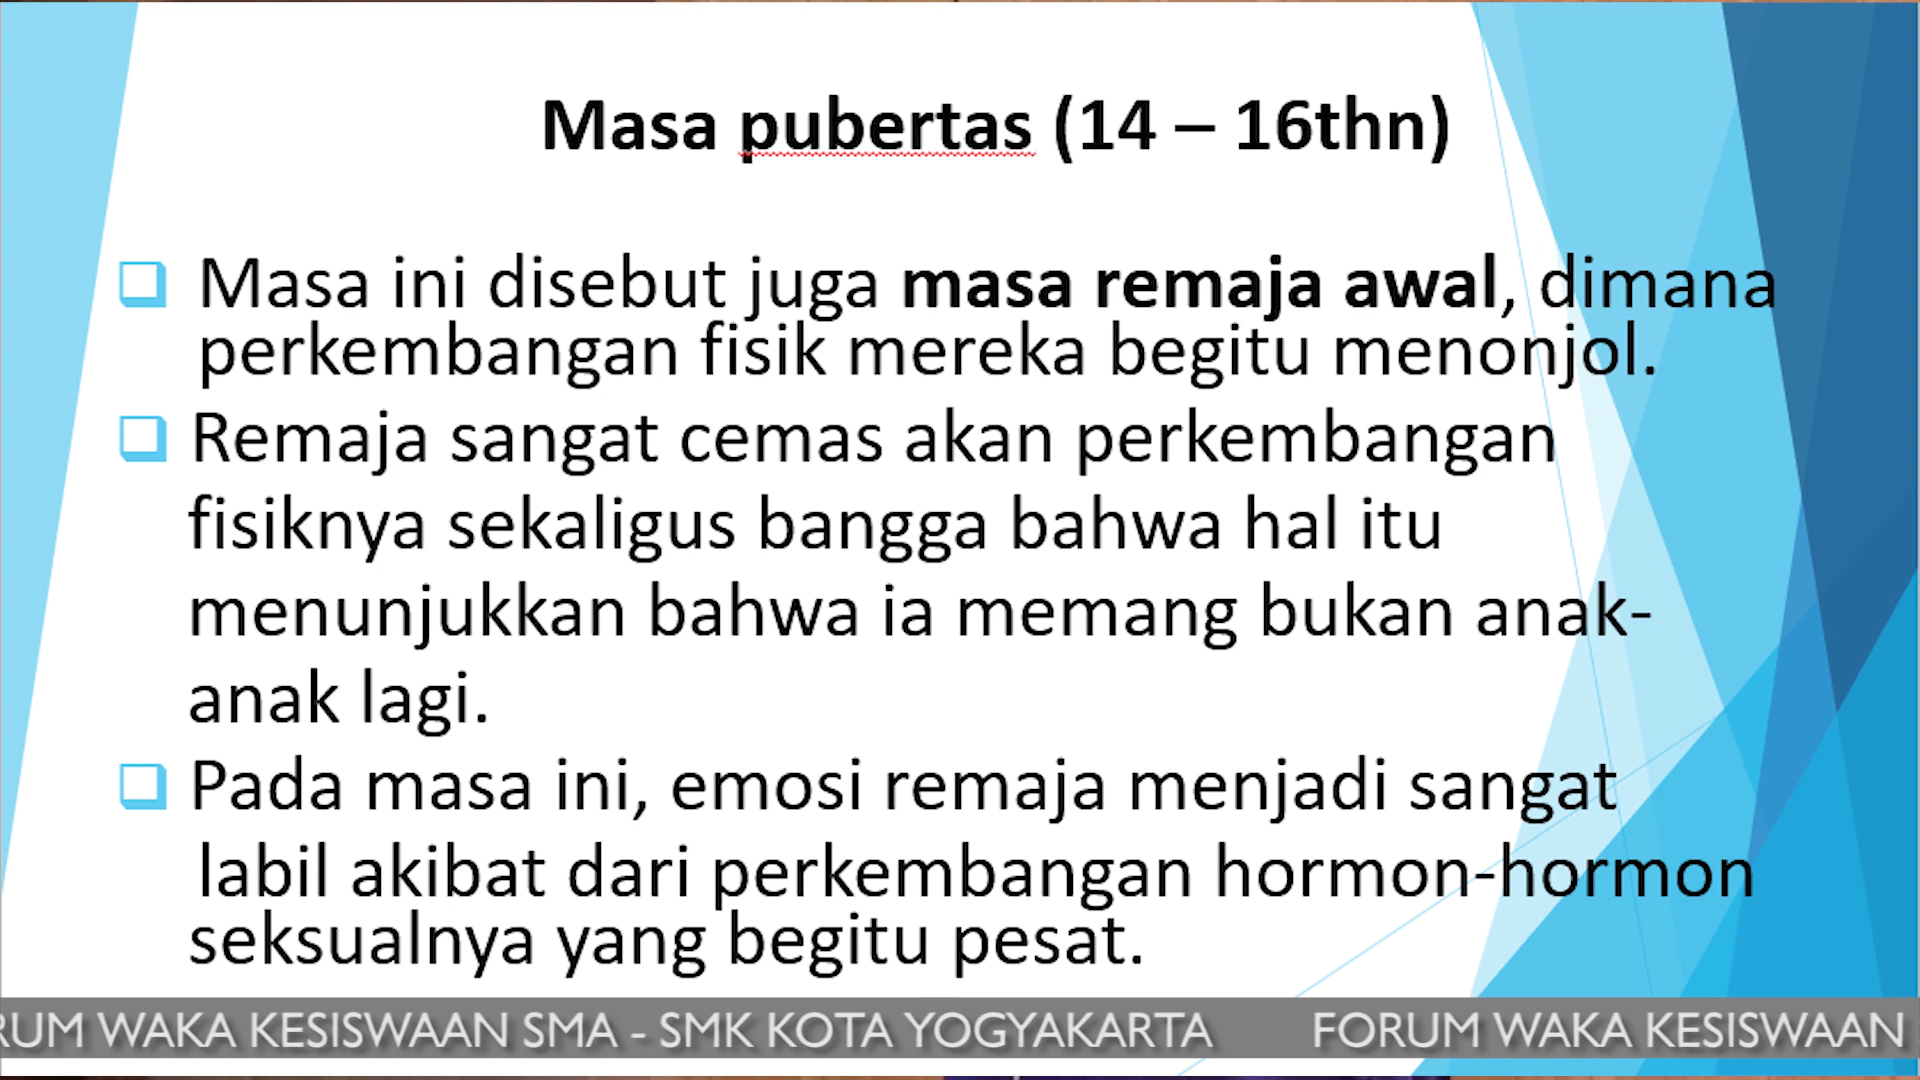 Masa pubertas (14 – 16thn)
Masa ini disebut juga masa remaja awal, dimana
perkembangan fisik mereka begitu menonjol.
Remaja sangat cemas akan perkembangan
fisiknya sekaligus bangga bahwa hal itu
menunjukkan bahwa ia memang bukan anak-
anak lagi.
Pada masa ini, emosi remaja menjadi sangat
labil akibat dari perkembangan hormon-hormon
seksualnya yang begitu pesat.
RUM WAKA KESISWAAN SMA - SMK KOTA YOGYAKARTA FORUM WAKA KESISWAAN